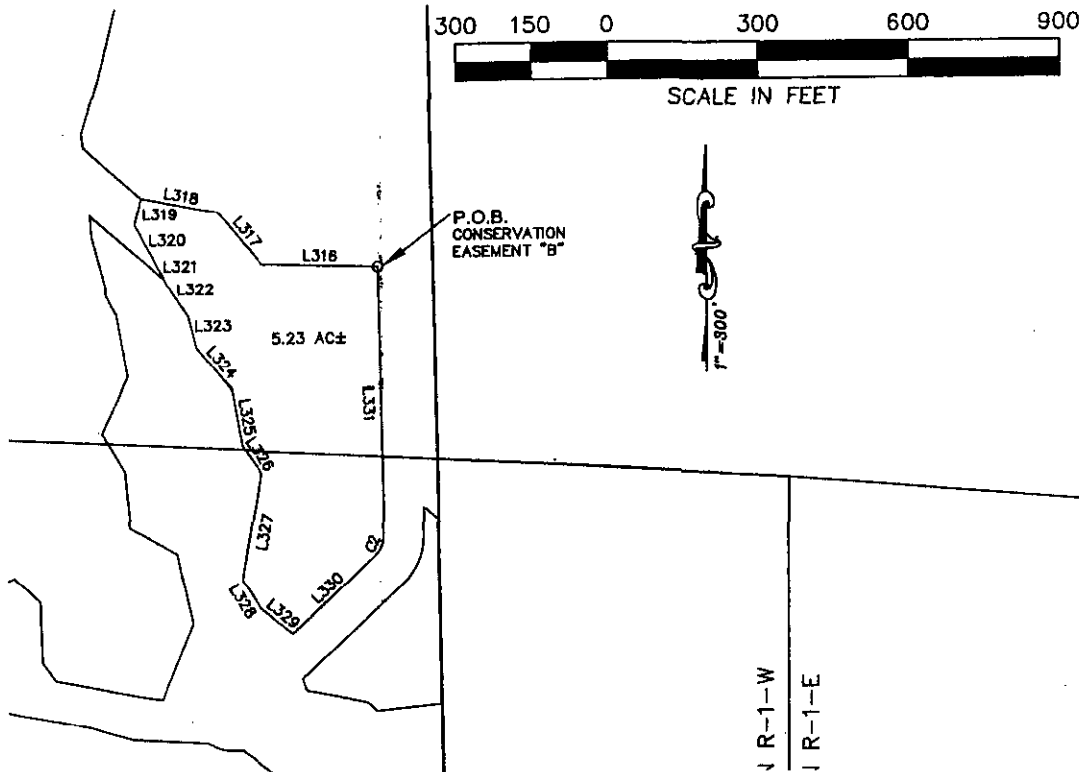 300 150 0 300 600 900
SCALE IN FEET
L318
L319
L317
P.O.B.
CONSERVATION
EASEMENT "B"
L320
L316
L321
L322
L323
5.23 AC±
1"=300'
L324
L331
L325
L326
L327
C2
L330
L328
L329
R-1-W
R-1-E